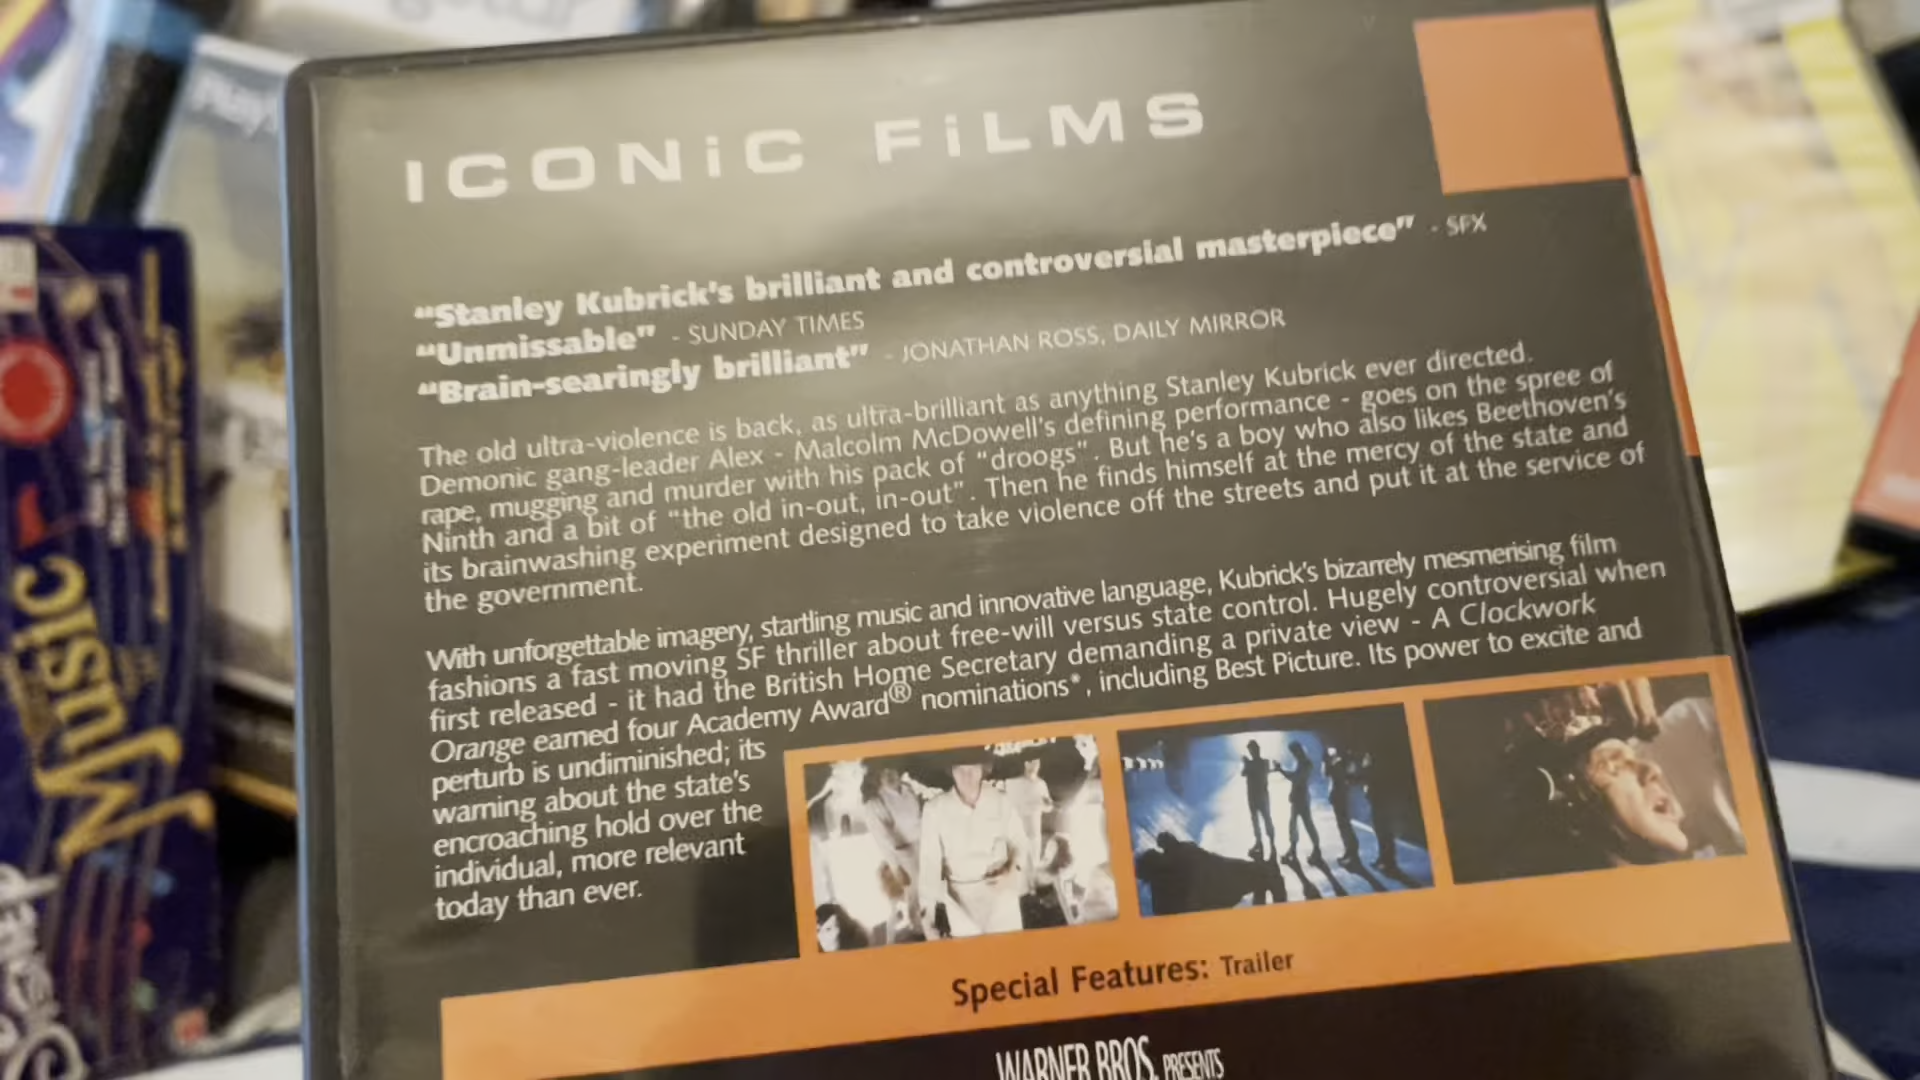 ICONiC FiLMS
“Stanley Kubrick's brilliant and controversial masterpiece” - SFX
“Unmissable” - SUNDAY TIMES
“Brain-searingly brilliant” - JONATHAN ROSS, DAILY MIRROR
The old ultra-violence is back, as ultra-brilliant as anything Stanley Kubrick ever directed.
Demonic gang-leader Alex - Malcolm McDowell's defining performance - goes on the spree of
rape, mugging and murder with his pack of “droogs”. But he's a boy who also likes Beethoven's
Ninth and a bit of “the old in-out, in-out”. Then he finds himself at the mercy of the state and
its brainwashing experiment designed to take violence off the streets and put it at the service of
the government.
With unforgettable imagery, startling music and innovative language, Kubrick's bizarrely mesmerising film
fashions a fast moving SF thriller about free-will versus state control. Hugely controversial when
first released - it had the British Home Secretary demanding a private view - A Clockwork
Orange earned four Academy Award® nominations*, including Best Picture. Its power to excite and
perturb is undiminished; its
warning about the state's
encroaching hold over the
individual, more relevant
today than ever.
Special Features: Trailer
WARNER BROS. PRESENTS
Music